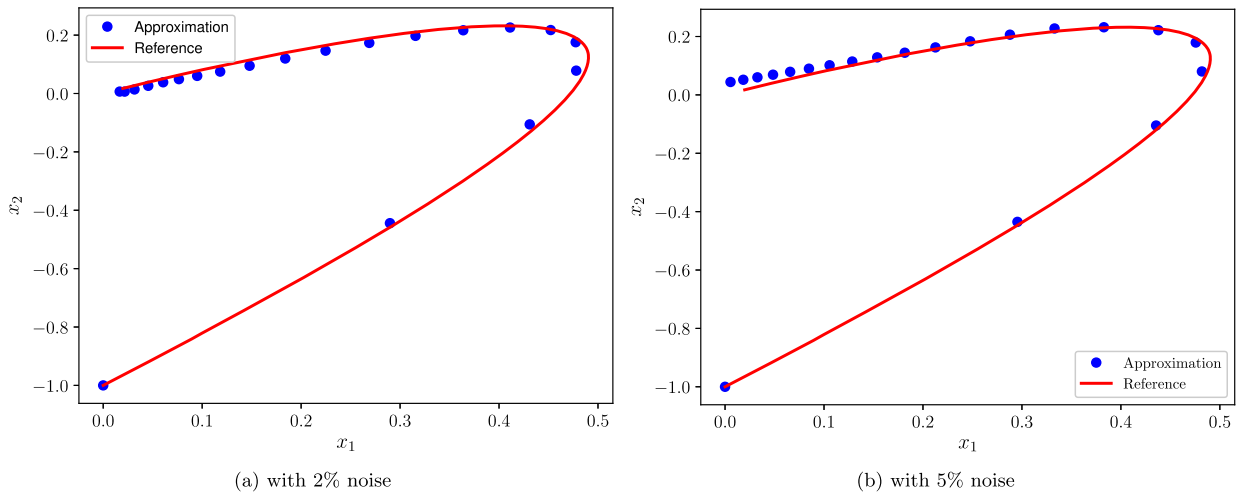 Approximation
Reference
0.2
0.0
−0.2
−0.4
−0.6
−0.8
−1.0
x₂
0.0 0.1 0.2 0.3 0.4 0.5
x₁
(a) with 2% noise
0.2
0.0
−0.2
−0.4
−0.6
−0.8
−1.0
x₂
Approximation
Reference
0.0 0.1 0.2 0.3 0.4 0.5
x₁
(b) with 5% noise